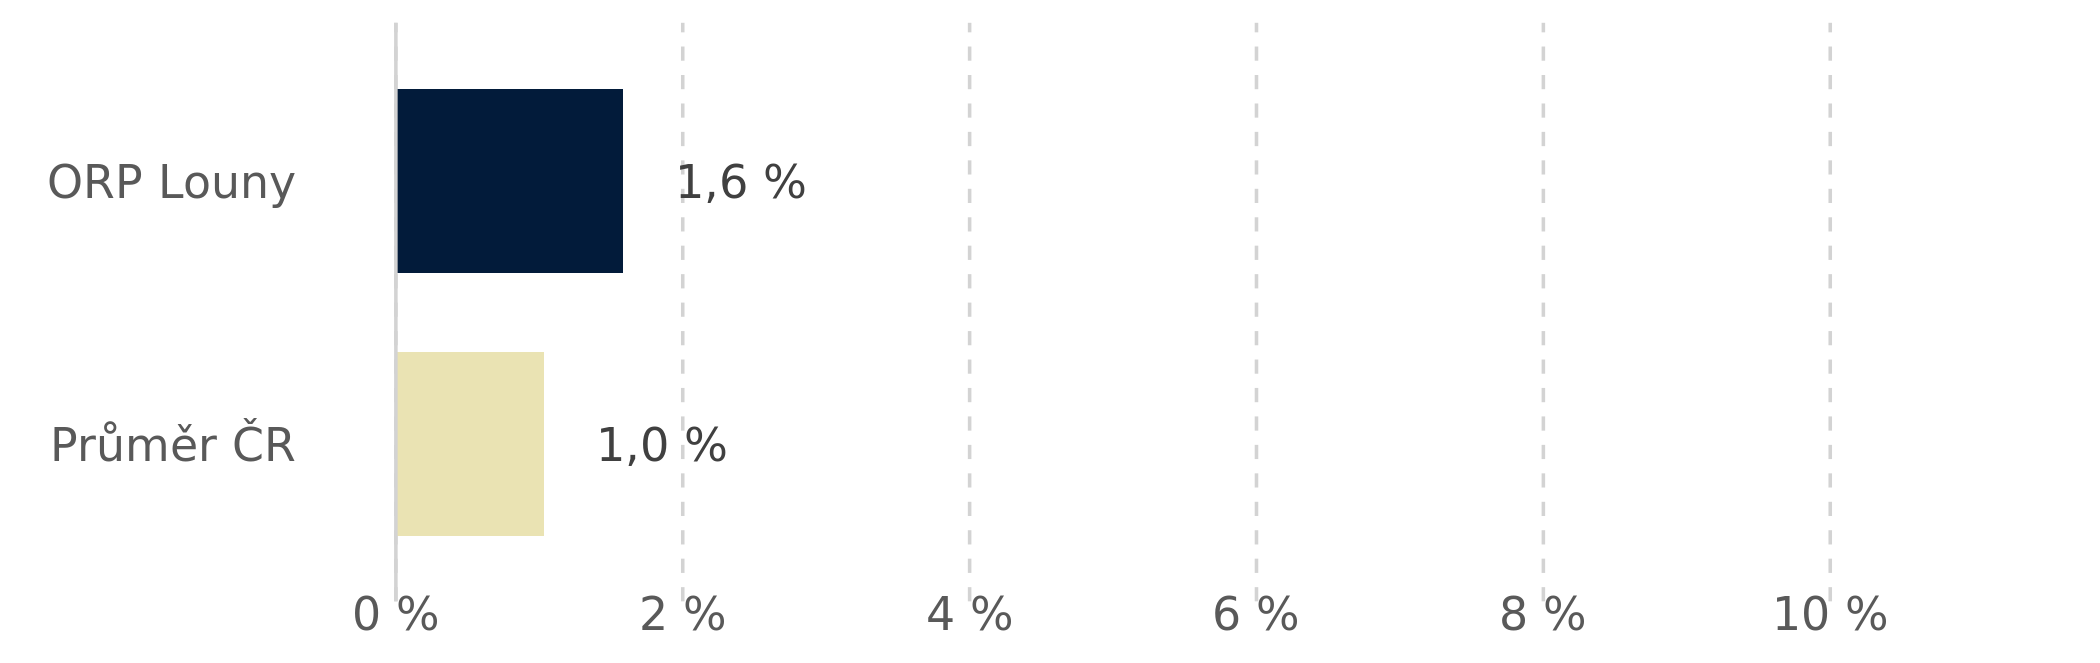 ORP Louny 1,6 %
Průměr ČR 1,0 %
0 % 2 % 4 % 6 % 8 % 10 %